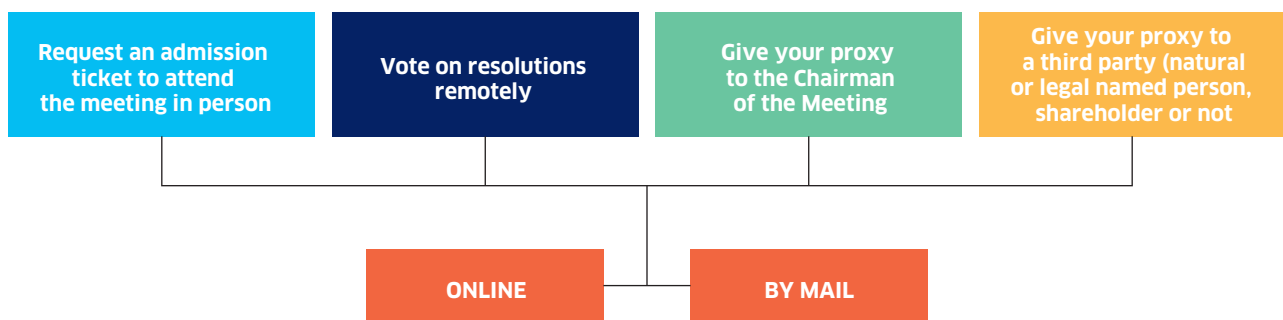 Request an admission
ticket to attend
the meeting in person
Vote on resolutions
remotely
Give your proxy
to the Chairman
of the Meeting
Give your proxy to
a third party (natural
or legal named person,
shareholder or not
ONLINE
BY MAIL